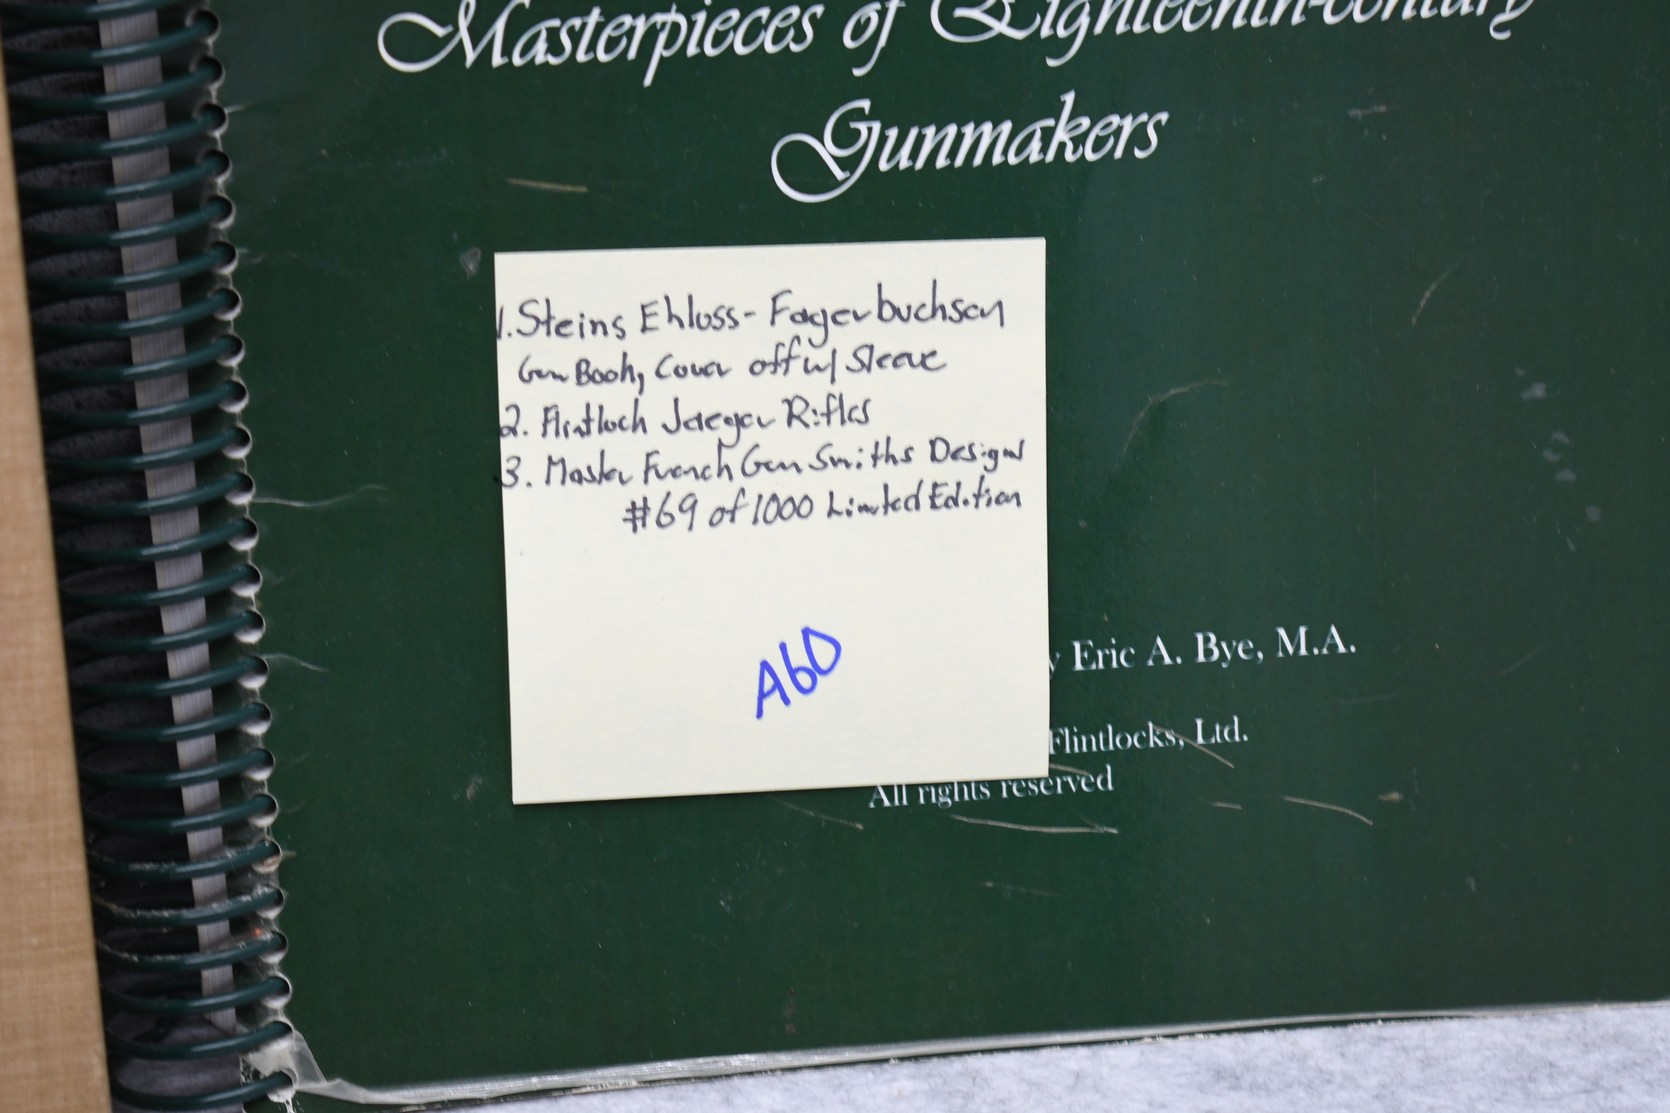 Masterpieces of Eighteenth-century
Gunmakers
1. Steins Ehloss - Fagerbuchsen
Gun Book, Cover off w/ Sleeve
2. Flintlock Jaeger Rifles
3. Master French Gun Smiths Designs
#69 of 1000 Limited Edition
A60
y Eric A. Bye, M.A.
Flintlocks, Ltd.
All rights reserved